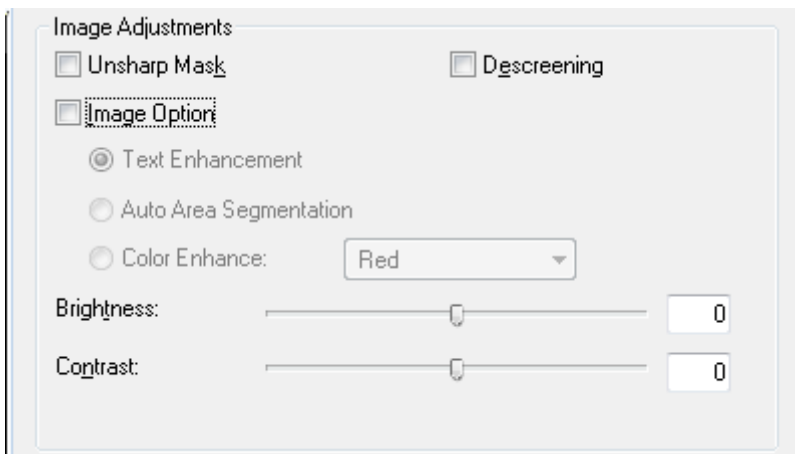 Image Adjustments
Unsharp Mask Descreening
Image Option
Text Enhancement
Auto Area Segmentation
Color Enhance: Red
Brightness: 0
Contrast: 0